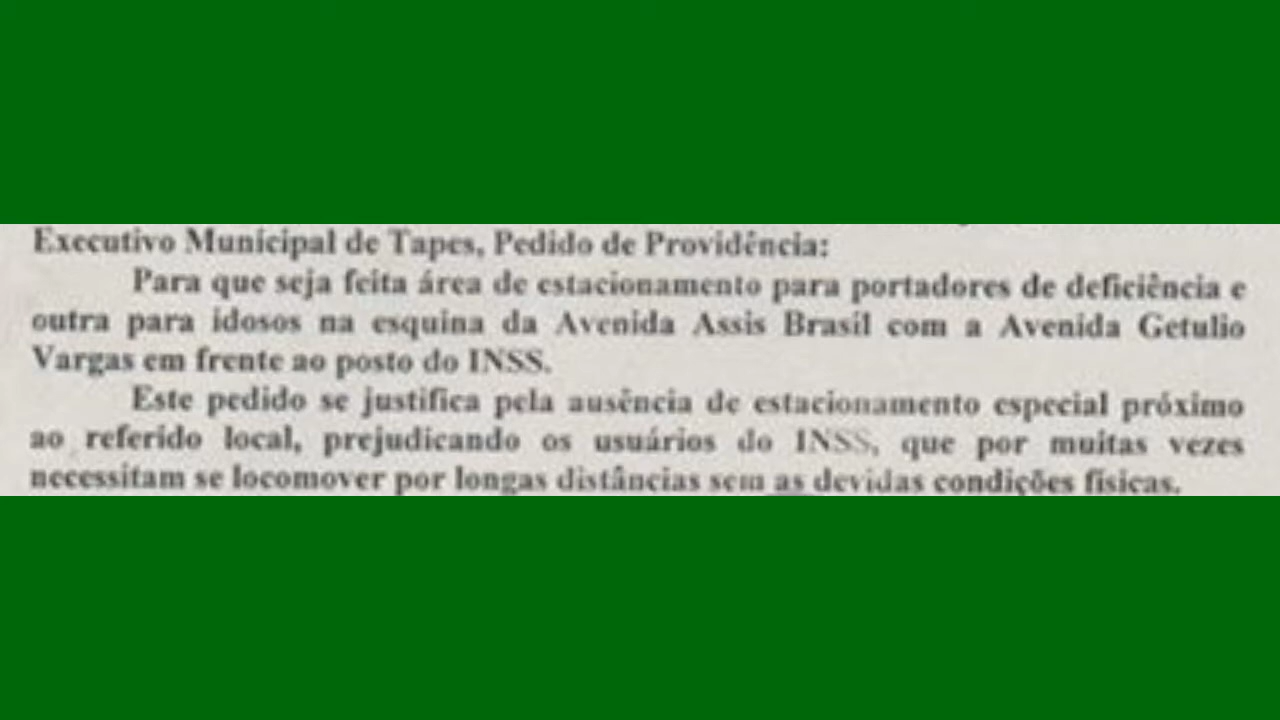 Executivo Municipal de Tapes, Pedido de Providência:
Para que seja feita área de estacionamento para portadores de deficiência e
outra para idosos na esquina da Avenida Assis Brasil com a Avenida Getulio
Vargas em frente ao posto do INSS.
Este pedido se justifica pela ausência de estacionamento especial próximo
ao referido local, prejudicando os usuários do INSS, que por muitas vezes
necessitam se locomover por longas distâncias sem as devidas condições físicas.